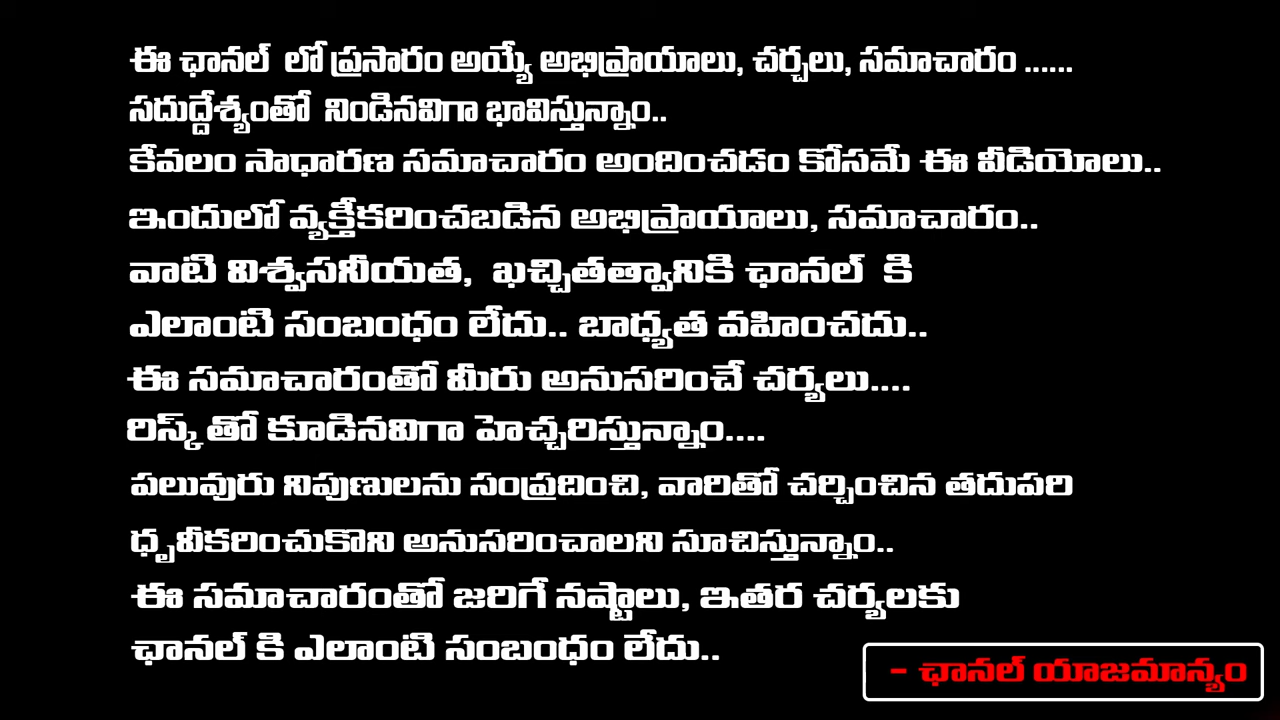 ఈ ఛానల్ లో ప్రసారం అయ్యే అభిప్రాయాలు, చర్చలు, సమాచారం ......
సదుద్దేశ్యంతో నిండినవిగా భావిస్తున్నాం..
కేవలం సాధారణ సమాచారం అందించడం కోసమే ఈ వీడియోలు..
ఇందులో వ్యక్తీకరించబడిన అభిప్రాయాలు, సమాచారం..
వాటి విశ్వసనీయత, ఖచ్చితత్వానికి ఛానల్ కి
ఎలాంటి సంబంధం లేదు.. బాధ్యత వహించదు..
ఈ సమాచారంతో మీరు అనుసరించే చర్యలు....
రిస్క్ తో కూడినవిగా హెచ్చరిస్తున్నాం....
పలువురు నిపుణులను సంప్రదించి, వారితో చర్చించిన తదుపరి
ధృవీకరించుకొని అనుసరించాలని సూచిస్తున్నాం..
ఈ సమాచారంతో జరిగే నష్టాలు, ఇతర చర్యలకు
ఛానల్ కి ఎలాంటి సంబంధం లేదు..
- ఛానల్ యాజమాన్యం